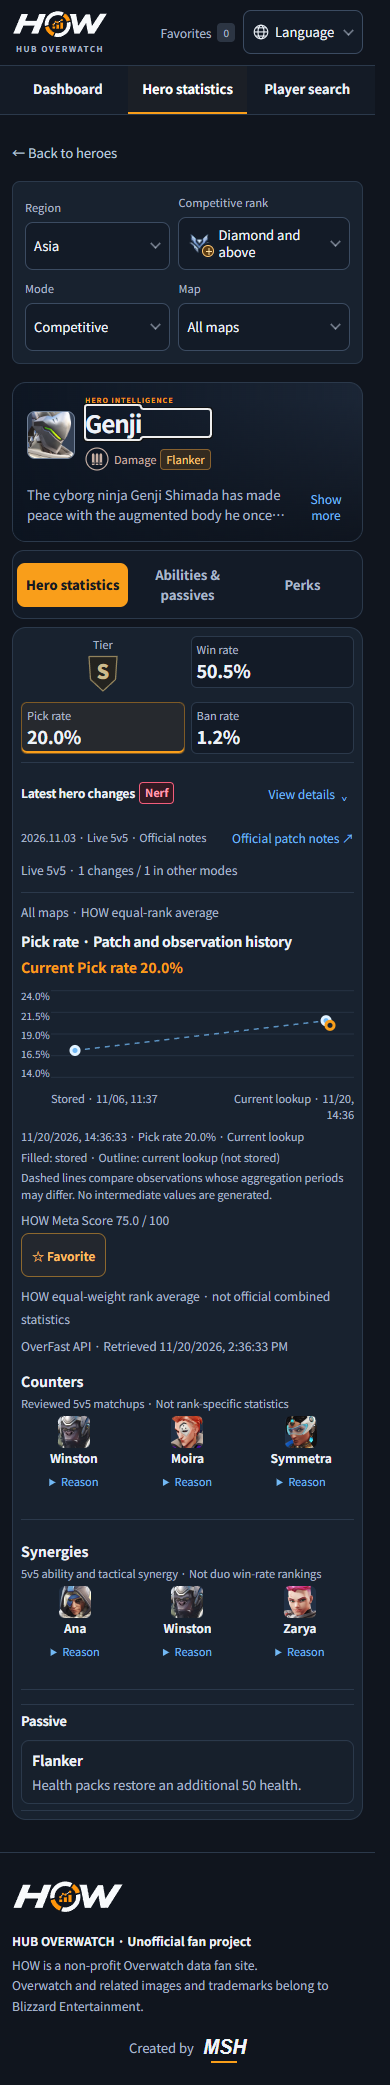 HOW
HUB OVERWATCH
Favorites 0
Language
Dashboard
Hero statistics
Player search
← Back to heroes
Region
Asia
Competitive rank
Diamond and
above
Mode
Competitive
Map
All maps
HERO INTELLIGENCE
Genji
Damage Flanker
The cyborg ninja Genji Shimada has made
peace with the augmented body he once…
Show
more
Hero statistics
Abilities &
passives
Perks
Tier
S
Win rate
50.5%
Pick rate
20.0%
Ban rate
1.2%
Latest hero changes Nerf
View details
2026.11.03 · Live 5v5 · Official notes
Official patch notes ↗
Live 5v5 · 1 changes / 1 in other modes
All maps · HOW equal-rank average
Pick rate · Patch and observation history
Current Pick rate 20.0%
24.0%
21.5%
19.0%
16.5%
14.0%
Stored · 11/06, 11:37
Current lookup · 11/20,
14:36
11/20/2026, 14:36:33 · Pick rate 20.0% · Current lookup
Filled: stored · Outline: current lookup (not stored)
Dashed lines compare observations whose aggregation periods
may differ. No intermediate values are generated.
HOW Meta Score 75.0 / 100
☆ Favorite
HOW equal-weight rank average · not official combined
statistics
OverFast API · Retrieved 11/20/2026, 2:36:33 PM
Counters
Reviewed 5v5 matchups · Not rank-specific statistics
Winston
Moira
Symmetra
▶ Reason
▶ Reason
▶ Reason
Synergies
5v5 ability and tactical synergy · Not duo win-rate rankings
Ana
Winston
Zarya
▶ Reason
▶ Reason
▶ Reason
Passive
Flanker
Health packs restore an additional 50 health.
HOW
HUB OVERWATCH · Unofficial fan project
HOW is a non-profit Overwatch data fan site.
Overwatch and related images and trademarks belong to
Blizzard Entertainment.
Created by MSH